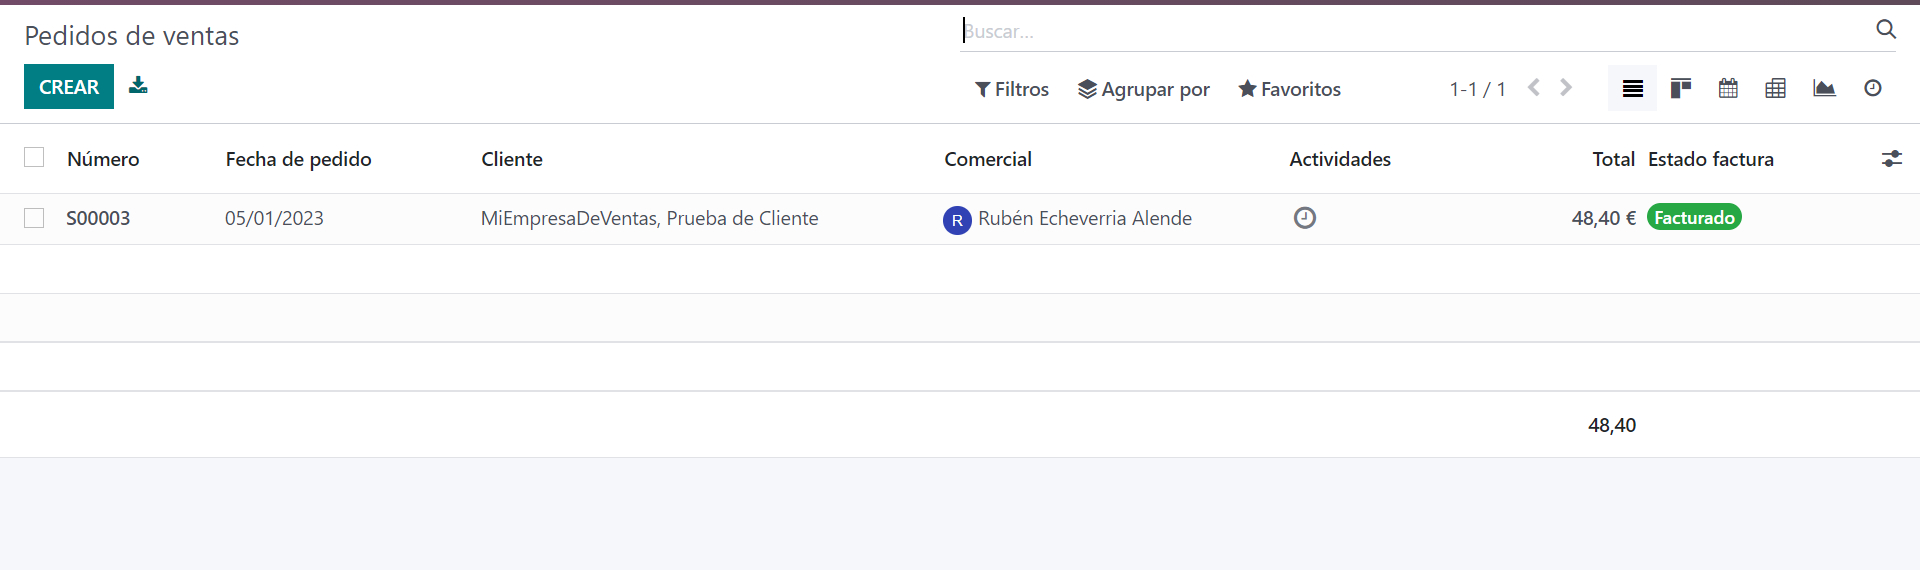 Pedidos de ventas
Buscar...
CREAR
Filtros Agrupar por Favoritos 1-1 / 1
Número Fecha de pedido Cliente Comercial Actividades Total Estado factura
S00003 05/01/2023 MiEmpresaDeVentas, Prueba de Cliente R Rubén Echeverria Alende 48,40 € Facturado
48,40